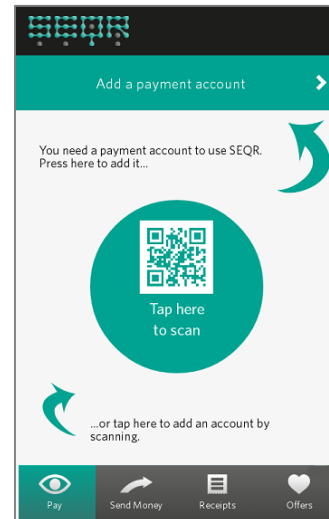 SEQR
Add a payment account
You need a payment account to use SEQR.
Press here to add it...
Tap here
to scan
...or tap here to add an account by
scanning.
Pay
Send Money
Receipts
Offers